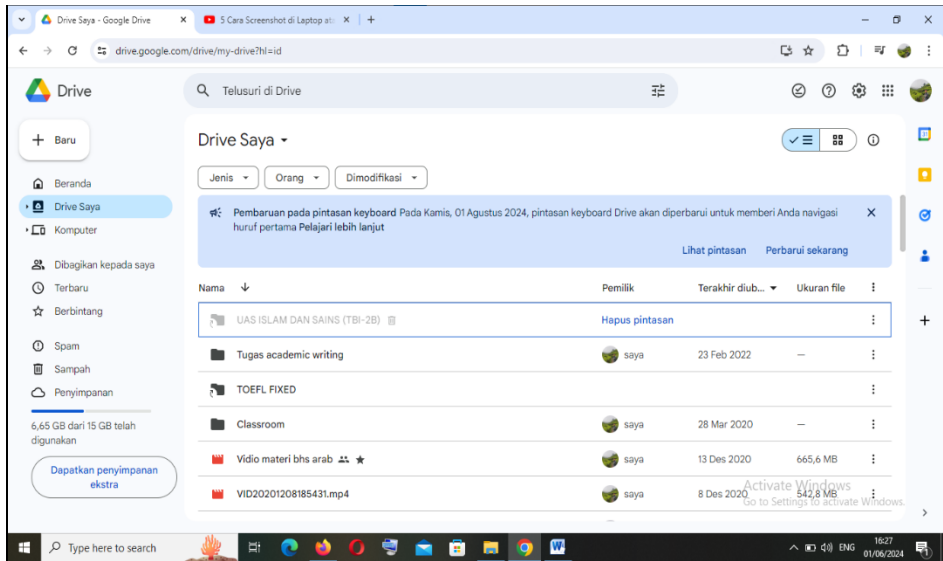 Drive Saya - Google Drive
5 Cara Screenshot di Laptop at
drive.google.com/drive/my-drive?hl=id
Drive
Telusuri di Drive
Baru
Drive Saya
Beranda
Drive Saya
Komputer
Dibagikan kepada saya
Terbaru
Berbintang
Spam
Sampah
Penyimpanan
6,65 GB dari 15 GB telah
digunakan
Dapatkan penyimpanan
ekstra
Jenis
Orang
Dimodifikasi
Pembaruan pada pintasan keyboard Pada Kamis, 01 Agustus 2024, pintasan keyboard Drive akan diperbarui untuk memberi Anda navigasi
huruf pertama Pelajari lebih lanjut
Lihat pintasan Perbarui sekarang
Nama Pemilik Terakhir diub... Ukuran file
UAS ISLAM DAN SAINS (TBI-2B) Hapus pintasan
Tugas academic writing saya 23 Feb 2022 —
TOEFL FIXED
Classroom saya 28 Mar 2020 —
Vidio materi bhs arab saya 13 Des 2020 665,6 MB
VID20201208185431.mp4 saya 8 Des 2020 542,8 MB
Activate Windows
Go to Settings to activate Windows.
Type here to search
ENG
16:27
01/06/2024